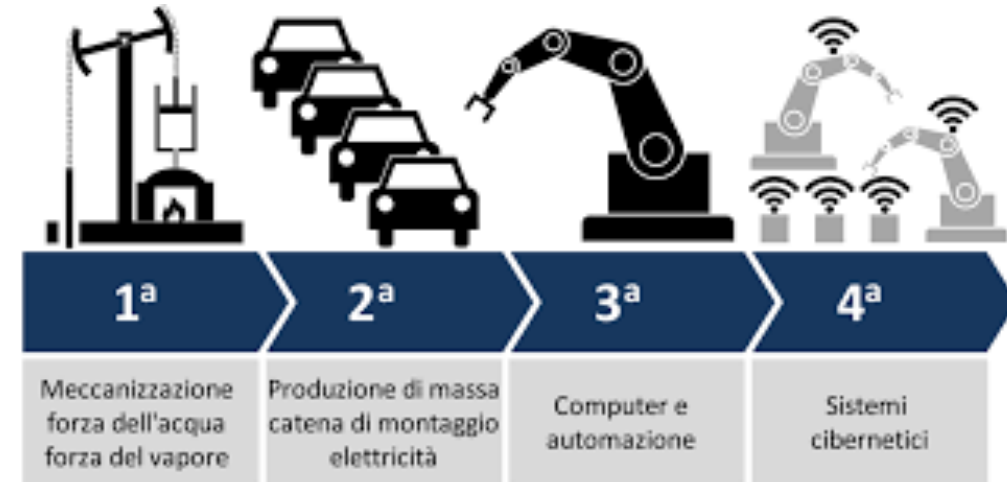 1ª
2ª
3ª
4ª
Meccanizzazione
forza dell'acqua
forza del vapore
Produzione di massa
catena di montaggio
elettricità
Computer e
automazione
Sistemi
cibernetici